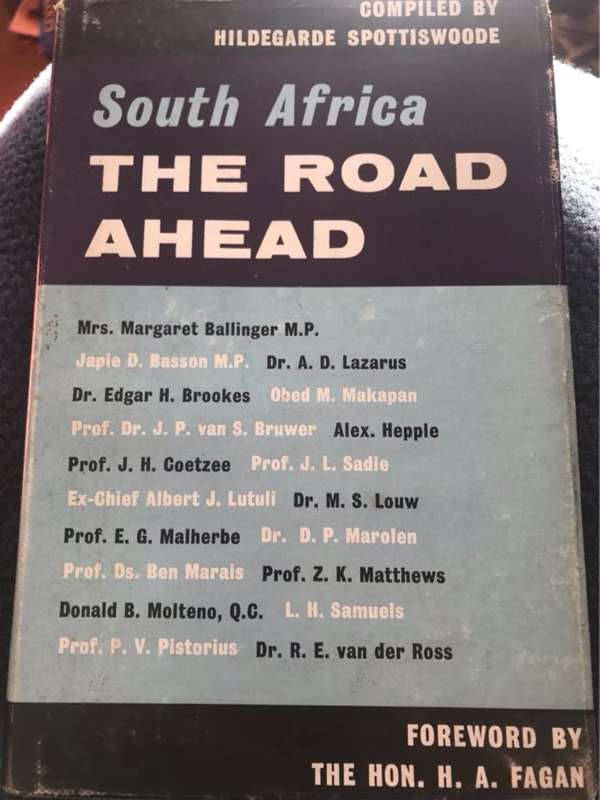 COMPILED BY
HILDEGARDE SPOTTISWOODE
South Africa
THE ROAD
AHEAD
Mrs. Margaret Ballinger M.P.
Japie D. Basson M.P. Dr. A. D. Lazarus
Dr. Edgar H. Brookes Obed M. Makapan
Prof. Dr. J. P. van S. Bruwer Alex. Hepple
Prof. J. H. Coetzee Prof. J. L. Sadie
Ex-Chief Albert J. Lutuli Dr. M. S. Louw
Prof. E. G. Malherbe Dr. D. P. Marolen
Prof. Ds. Ben Marais Prof. Z. K. Matthews
Donald B. Molteno, Q.C. L. H. Samuels
Prof. P. V. Pistorius Dr. R. E. van der Ross
FOREWORD BY
THE HON. H. A. FAGAN